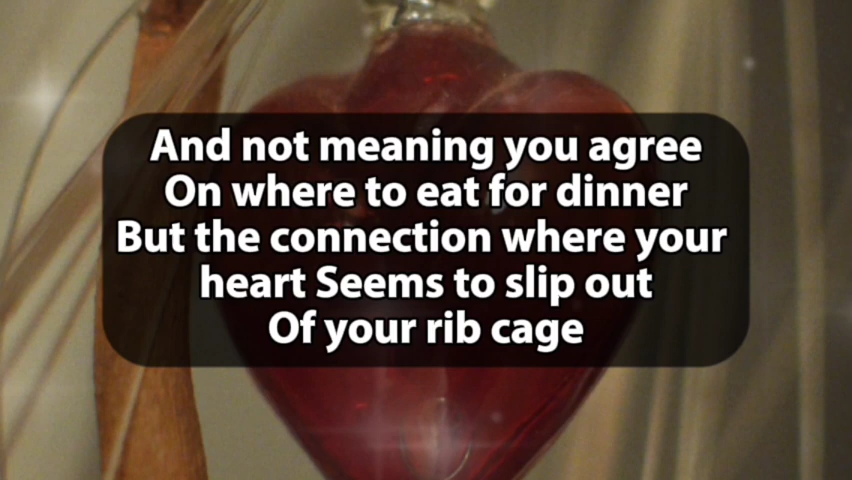 And not meaning you agree
On where to eat for dinner
But the connection where your
heart Seems to slip out
Of your rib cage